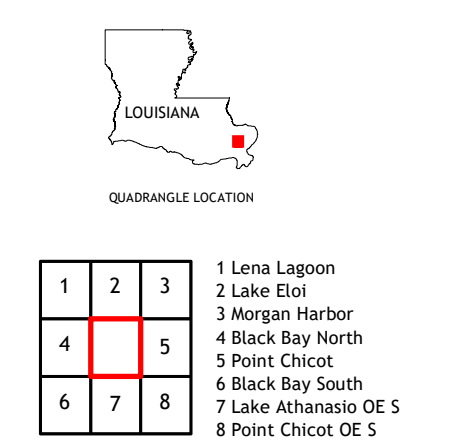 LOUISIANA
QUADRANGLE LOCATION
1 2 3
4 5
6 7 8
1 Lena Lagoon
2 Lake Eloi
3 Morgan Harbor
4 Black Bay North
5 Point Chicot
6 Black Bay South
7 Lake Athanasio OE S
8 Point Chicot OE S